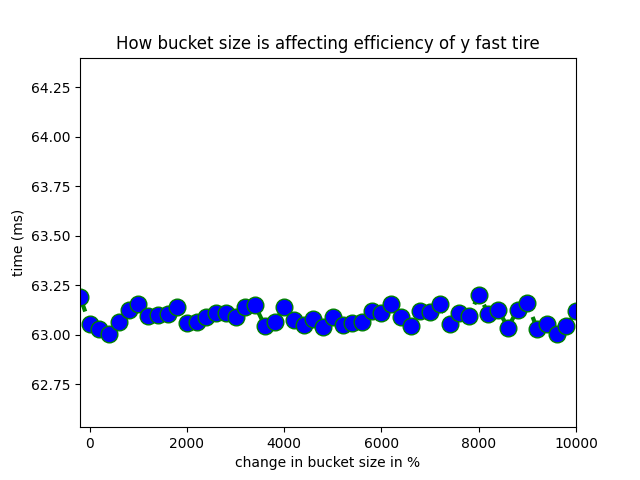 How bucket size is affecting efficiency of y fast tire
64.25
64.00
63.75
63.50
63.25
63.00
62.75
time (ms)
0 2000 4000 6000 8000 10000
change in bucket size in %